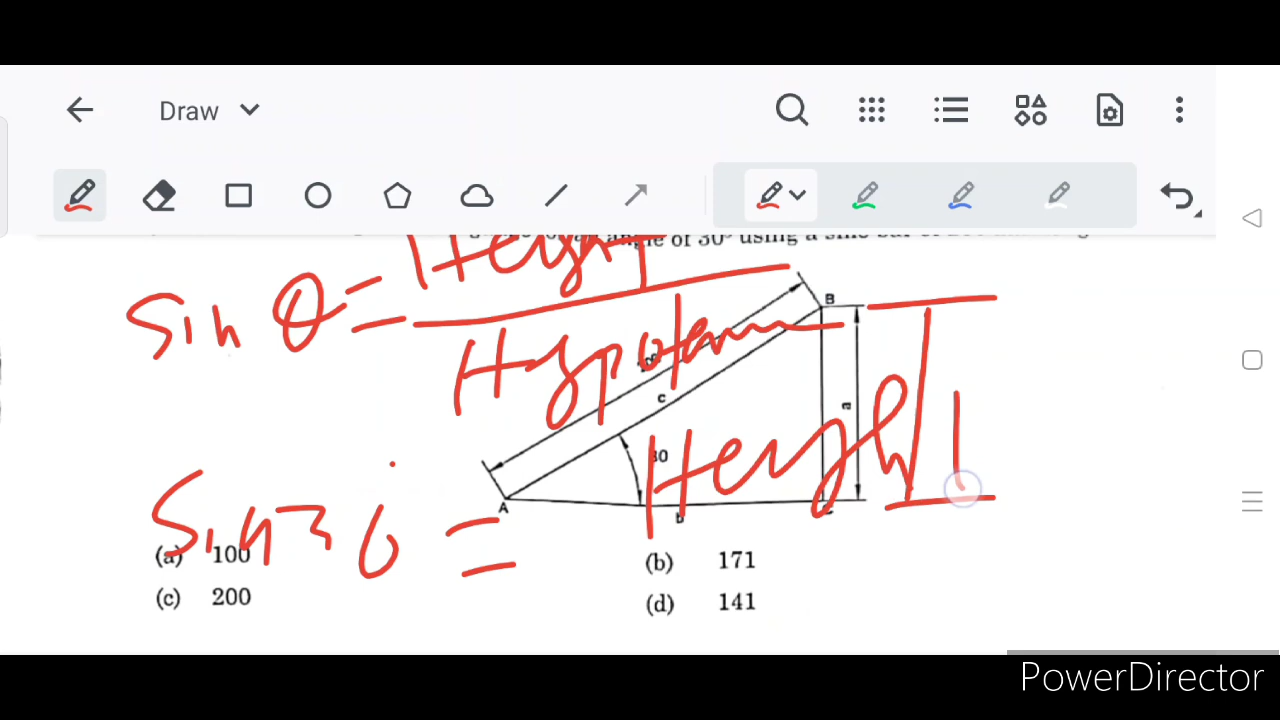 Draw
angle of 30° using a sine bar of
Height
Sin θ =
Hypoten
B
c
a
30
Height
A
b
Sin 30 =
(a) 100
(b) 171
(c) 200
(d) 141
PowerDirector